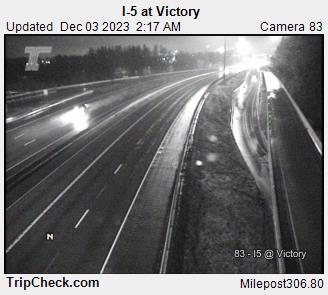 I-5 at Victory
Updated Dec 03 2023 2:17 AM Camera 83
T
N
83 - I5 @ Victory
TripCheck.com Milepost306.80